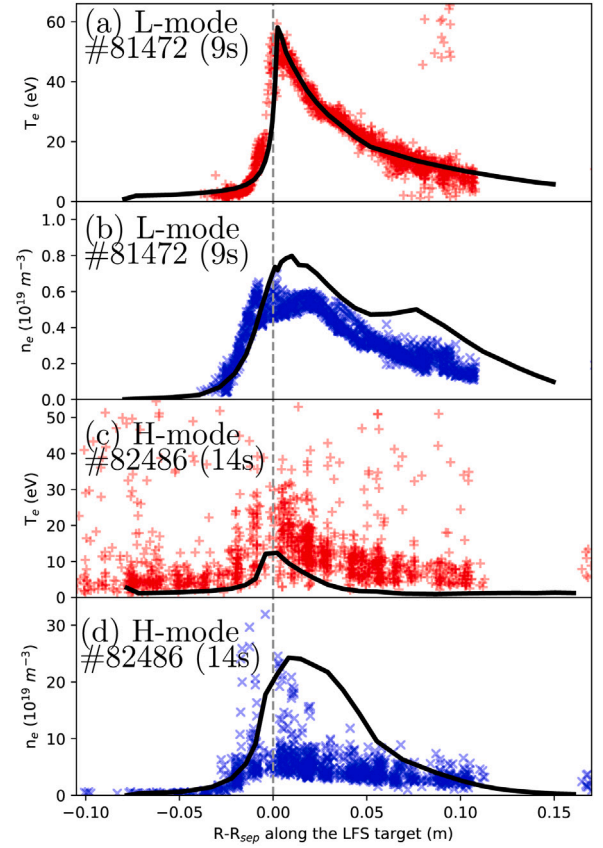 (a) L-mode
#81472 (9s)
60
40
20
0
T_e (eV)
(b) L-mode
#81472 (9s)
1.0
0.8
0.6
0.4
0.2
0.0
n_e (10^19 m^-3)
(c) H-mode
#82486 (14s)
50
40
30
20
10
0
T_e (eV)
(d) H-mode
#82486 (14s)
30
20
10
0
n_e (10^19 m^-3)
−0.10 −0.05 0.00 0.05 0.10 0.15
R-R_sep along the LFS target (m)